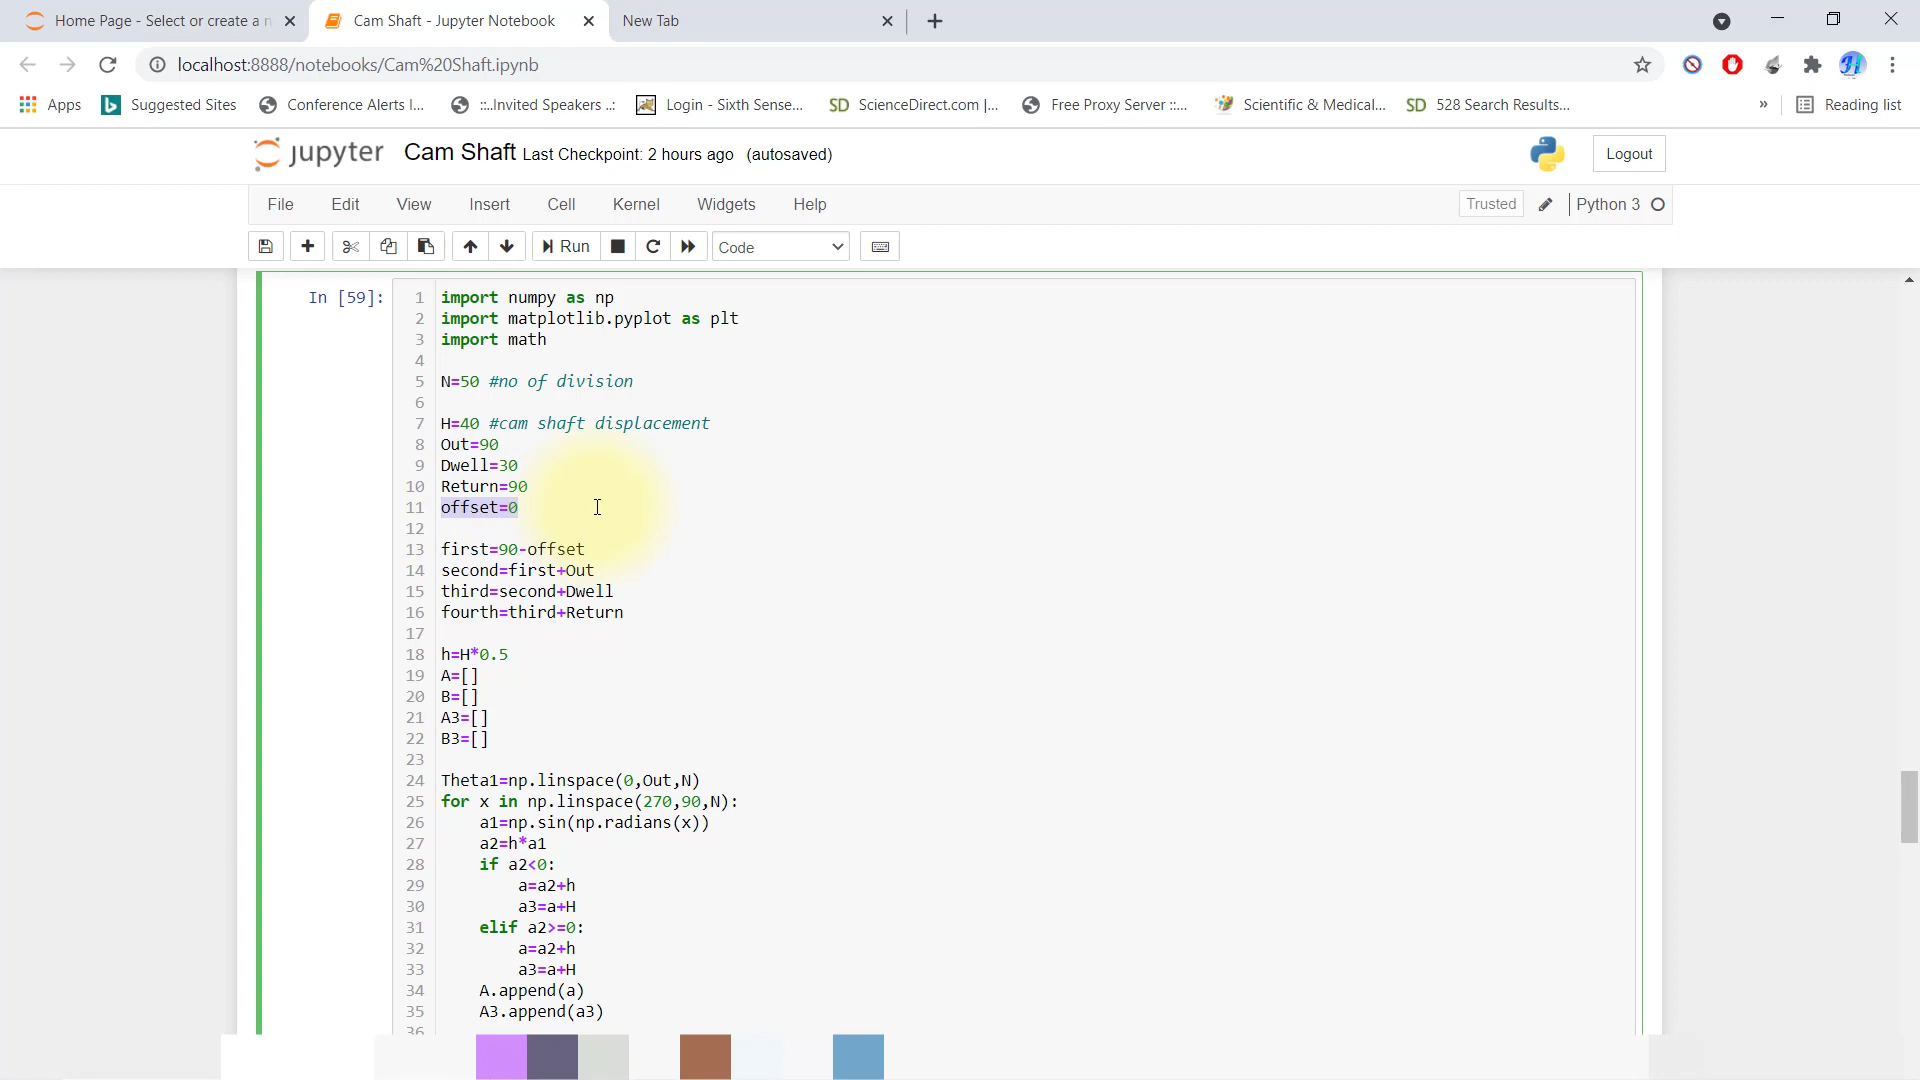 Home Page - Select or create a n
Cam Shaft - Jupyter Notebook
New Tab
localhost:8888/notebooks/Cam%20Shaft.ipynb
Apps
Suggested Sites
Conference Alerts I...
::..Invited Speakers ..:
Login - Sixth Sense...
SD ScienceDirect.com |...
Free Proxy Server ::...
Scientific & Medical...
SD 528 Search Results...
»
Reading list
jupyter Cam Shaft Last Checkpoint: 2 hours ago (autosaved)
Logout
File Edit View Insert Cell Kernel Widgets Help
Trusted
Python 3
Run
Code
In [59]:
1 import numpy as np
2 import matplotlib.pyplot as plt
3 import math
4
5 N=50 #no of division
6
7 H=40 #cam shaft displacement
8 Out=90
9 Dwell=30
10 Return=90
11 offset=0
12
13 first=90-offset
14 second=first+Out
15 third=second+Dwell
16 fourth=third+Return
17
18 h=H*0.5
19 A=[]
20 B=[]
21 A3=[]
22 B3=[]
23
24 Theta1=np.linspace(0,Out,N)
25 for x in np.linspace(270,90,N):
26     a1=np.sin(np.radians(x))
27     a2=h*a1
28     if a2<0:
29         a=a2+h
30         a3=a+H
31     elif a2>=0:
32         a=a2+h
33         a3=a+H
34     A.append(a)
35     A3.append(a3)
36